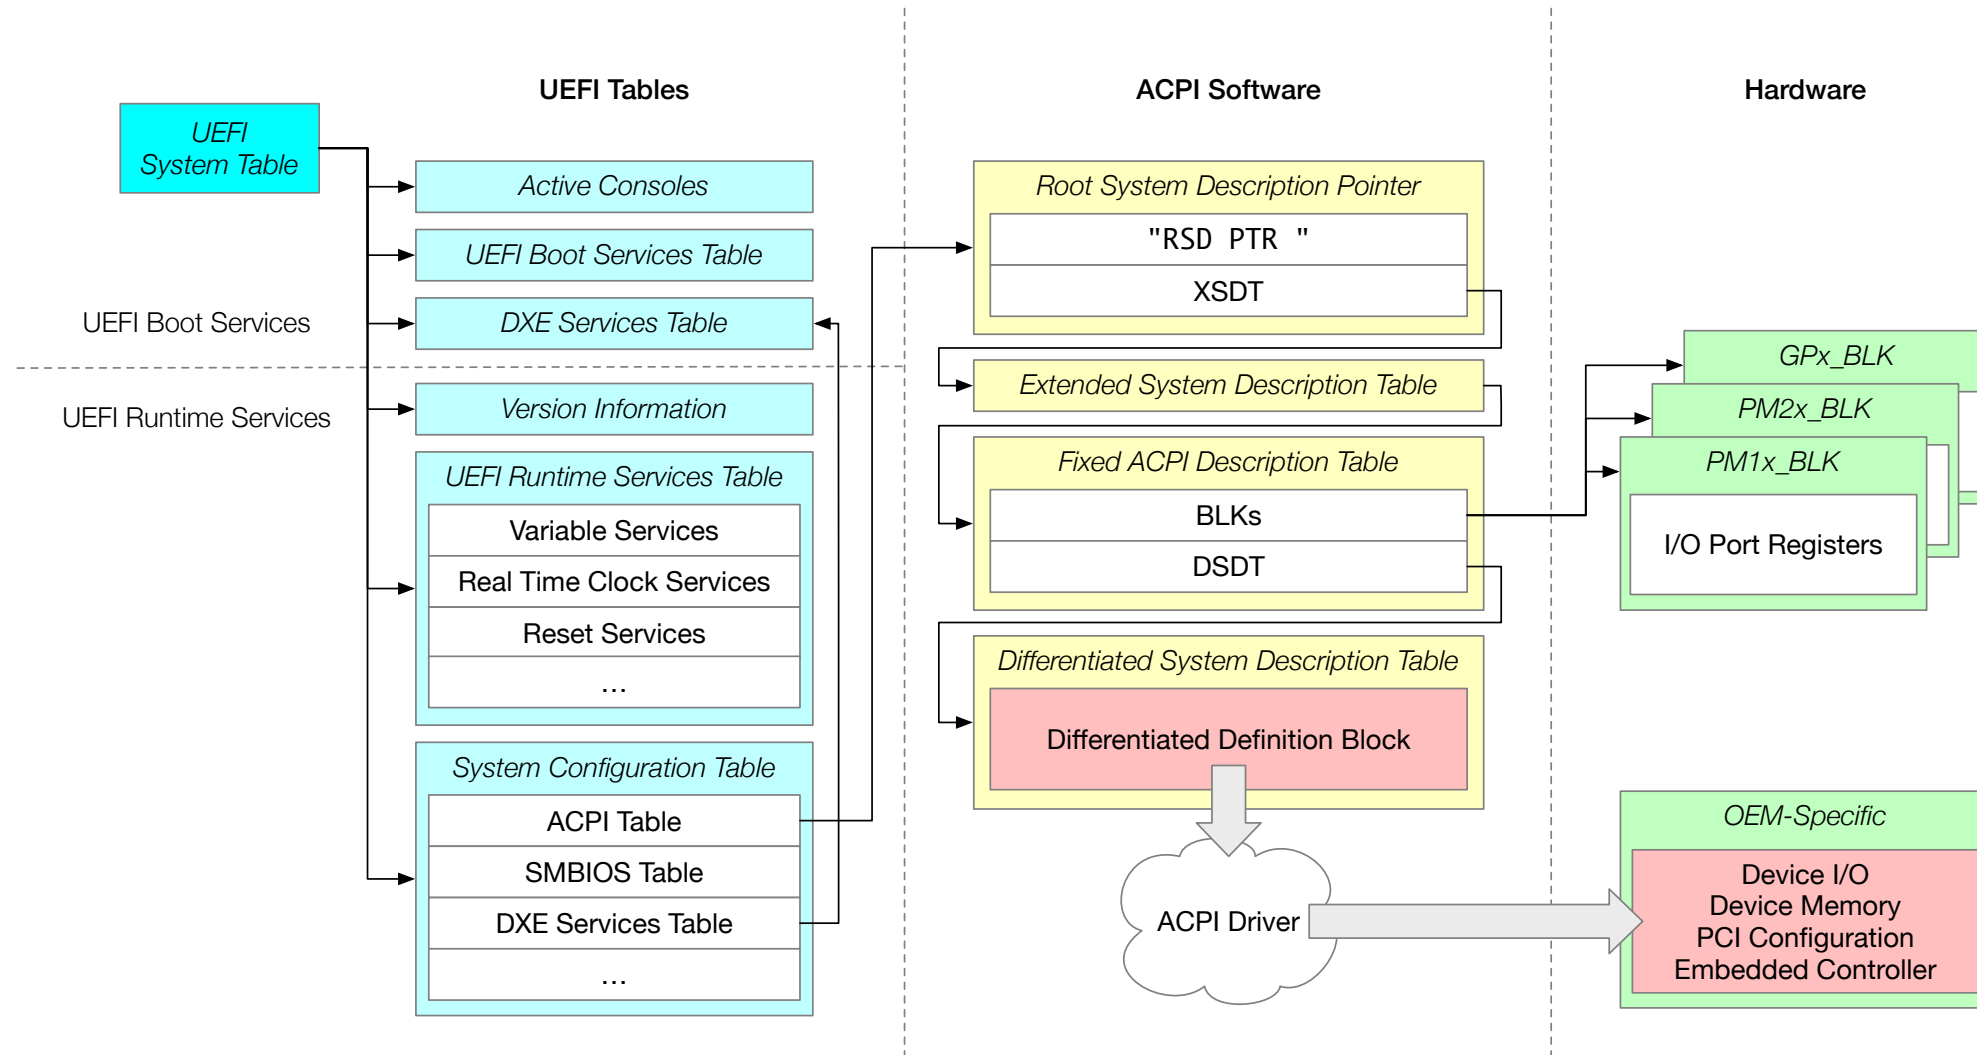 UEFI Tables
ACPI Software
Hardware
UEFI
System Table
UEFI Boot Services
UEFI Runtime Services
Active Consoles
UEFI Boot Services Table
DXE Services Table
Version Information
UEFI Runtime Services Table
Variable Services
Real Time Clock Services
Reset Services
...
System Configuration Table
ACPI Table
SMBIOS Table
DXE Services Table
...
Root System Description Pointer
"RSD PTR "
XSDT
Extended System Description Table
Fixed ACPI Description Table
BLKs
DSDT
Differentiated System Description Table
Differentiated Definition Block
ACPI Driver
GPx_BLK
PM2x_BLK
PM1x_BLK
I/O Port Registers
OEM-Specific
Device I/O
Device Memory
PCI Configuration
Embedded Controller